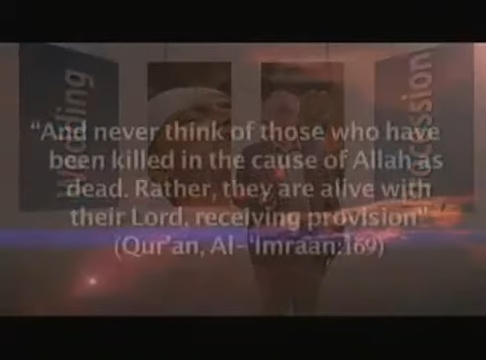 "And never think of those who have
been killed in the cause of Allah as
dead. Rather, they are alive with
their Lord, receiving provision"
(Qur'an, Al-'Imraan:169)
Wedding